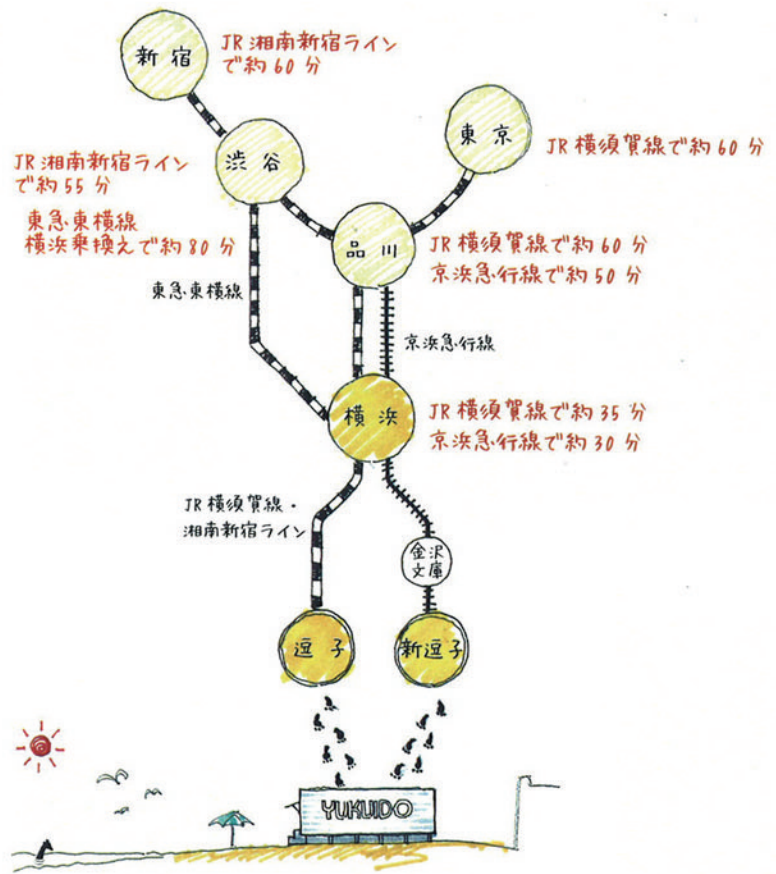 新宿
JR湘南新宿ライン
で約60分
東京
JR横須賀線で約60分
渋谷
JR湘南新宿ライン
で約55分
東急東横線
横浜乗換えで約80分
品川
JR横須賀線で約60分
京浜急行線で約50分
東急東横線
京浜急行線
横浜
JR横須賀線で約35分
京浜急行線で約30分
JR横須賀線・
湘南新宿ライン
金沢
文庫
逗子
新逗子
YUKUIDO